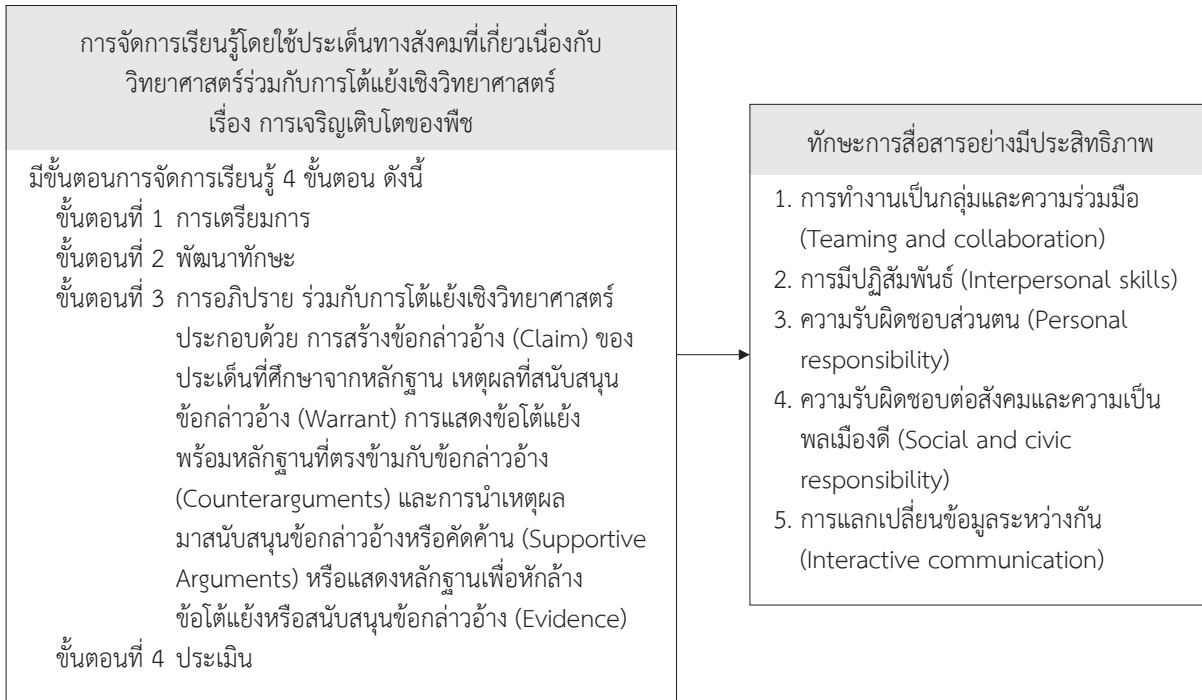 การจัดการเรียนรู้โดยใช้ประเด็นทางสังคมที่เกี่ยวเนื่องกับ
วิทยาศาสตร์ร่วมกับการโต้แย้งเชิงวิทยาศาสตร์
เรื่อง การเจริญเติบโตของพืช
มีขั้นตอนการจัดการเรียนรู้ 4 ขั้นตอน ดังนี้
ขั้นตอนที่ 1 การเตรียมการ
ขั้นตอนที่ 2 พัฒนาทักษะ
ขั้นตอนที่ 3 การอภิปราย ร่วมกับการโต้แย้งเชิงวิทยาศาสตร์
ประกอบด้วย การสร้างข้อกล่าวอ้าง (Claim) ของ
ประเด็นที่ศึกษาจากหลักฐาน เหตุผลที่สนับสนุน
ข้อกล่าวอ้าง (Warrant) การแสดงข้อโต้แย้ง
พร้อมหลักฐานที่ตรงข้ามกับข้อกล่าวอ้าง
(Counterarguments) และการนำเหตุผล
มาสนับสนุนข้อกล่าวอ้างหรือคัดค้าน (Supportive
Arguments) หรือแสดงหลักฐานเพื่อหักล้าง
ข้อโต้แย้งหรือสนับสนุนข้อกล่าวอ้าง (Evidence)
ขั้นตอนที่ 4 ประเมิน
ทักษะการสื่อสารอย่างมีประสิทธิภาพ
1. การทำงานเป็นกลุ่มและความร่วมมือ
(Teaming and collaboration)
2. การมีปฏิสัมพันธ์ (Interpersonal skills)
3. ความรับผิดชอบส่วนตน (Personal
responsibility)
4. ความรับผิดชอบต่อสังคมและความเป็น
พลเมืองดี (Social and civic
responsibility)
5. การแลกเปลี่ยนข้อมูลระหว่างกัน
(Interactive communication)